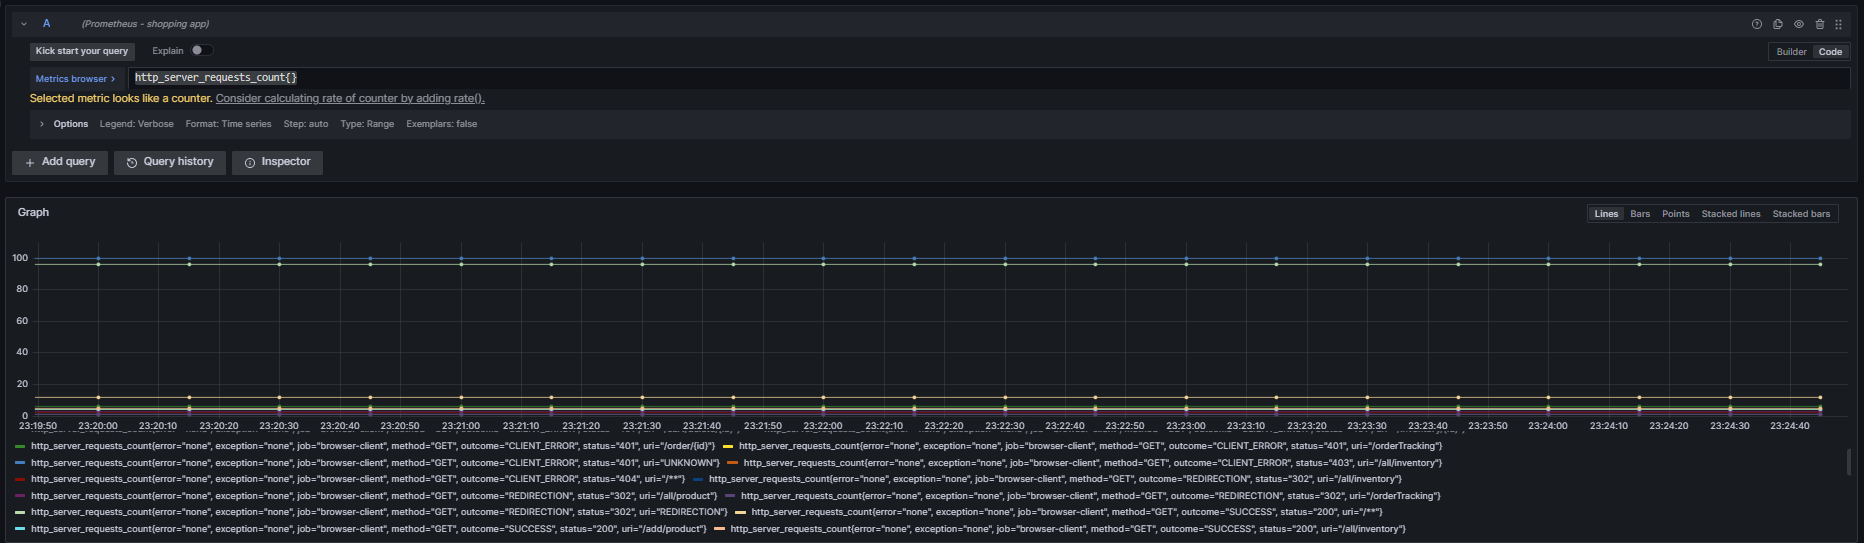 A (Prometheus - shopping app)
Kick start your query Explain Builder Code
Metrics browser > http_server_requests_count{}
Selected metric looks like a counter. Consider calculating rate of counter by adding rate().
> Options Legend: Verbose Format: Time series Step: auto Type: Range Exemplars: false
+ Add query Query history Inspector
Graph Lines Bars Points Stacked lines Stacked bars
100
80
60
40
20
0
23:19:50 23:20:00 23:20:10 23:20:20 23:20:30 23:20:40 23:20:50 23:21:00 23:21:10 23:21:20 23:21:30 23:21:40 23:21:50 23:22:00 23:22:10 23:22:20 23:22:30 23:22:40 23:22:50 23:23:00 23:23:10 23:23:20 23:23:30 23:23:40 23:23:50 23:24:00 23:24:10 23:24:20 23:24:30 23:24:40
http_server_requests_count{error="none", exception="none", job="browser-client", method="GET", outcome="CLIENT_ERROR", status="401", uri="/order/{id}"} http_server_requests_count{error="none", exception="none", job="browser-client", method="GET", outcome="CLIENT_ERROR", status="401", uri="/orderTracking"}
http_server_requests_count{error="none", exception="none", job="browser-client", method="GET", outcome="CLIENT_ERROR", status="401", uri="UNKNOWN"} http_server_requests_count{error="none", exception="none", job="browser-client", method="GET", outcome="CLIENT_ERROR", status="403", uri="/all/inventory"}
http_server_requests_count{error="none", exception="none", job="browser-client", method="GET", outcome="CLIENT_ERROR", status="404", uri="/**"} http_server_requests_count{error="none", exception="none", job="browser-client", method="GET", outcome="REDIRECTION", status="302", uri="/all/inventory"}
http_server_requests_count{error="none", exception="none", job="browser-client", method="GET", outcome="REDIRECTION", status="302", uri="/all/product"} http_server_requests_count{error="none", exception="none", job="browser-client", method="GET", outcome="REDIRECTION", status="302", uri="/orderTracking"}
http_server_requests_count{error="none", exception="none", job="browser-client", method="GET", outcome="REDIRECTION", status="302", uri="REDIRECTION"} http_server_requests_count{error="none", exception="none", job="browser-client", method="GET", outcome="SUCCESS", status="200", uri="/**"}
http_server_requests_count{error="none", exception="none", job="browser-client", method="GET", outcome="SUCCESS", status="200", uri="/add/product"} http_server_requests_count{error="none", exception="none", job="browser-client", method="GET", outcome="SUCCESS", status="200", uri="/all/inventory"}